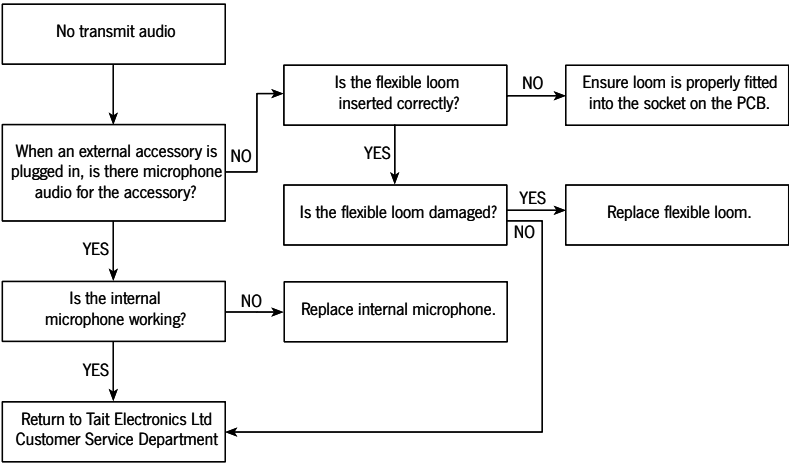 No transmit audio
When an external accessory is
plugged in, is there microphone
audio for the accessory?
NO
Is the flexible loom
inserted correctly?
NO
Ensure loom is properly fitted
into the socket on the PCB.
YES
Is the flexible loom damaged?
YES
Replace flexible loom.
NO
YES
Is the internal
microphone working?
NO
Replace internal microphone.
YES
Return to Tait Electronics Ltd
Customer Service Department